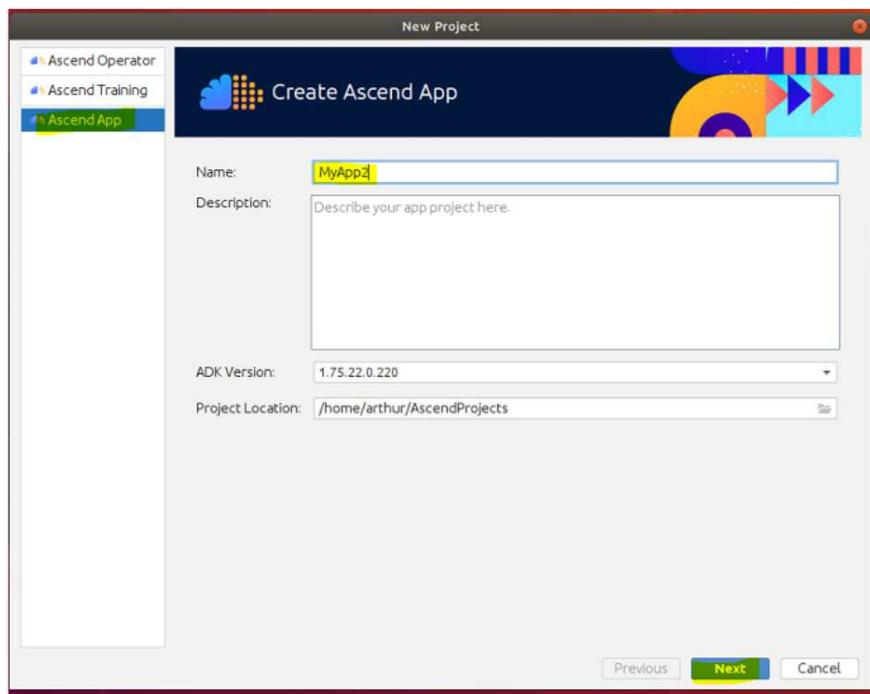 New Project
Ascend Operator
Ascend Training
Ascend App
Create Ascend App
Name: MyApp2
Description: Describe your app project here.
ADK Version: 1.75.22.0.220
Project Location: /home/arthur/AscendProjects
Previous Next Cancel